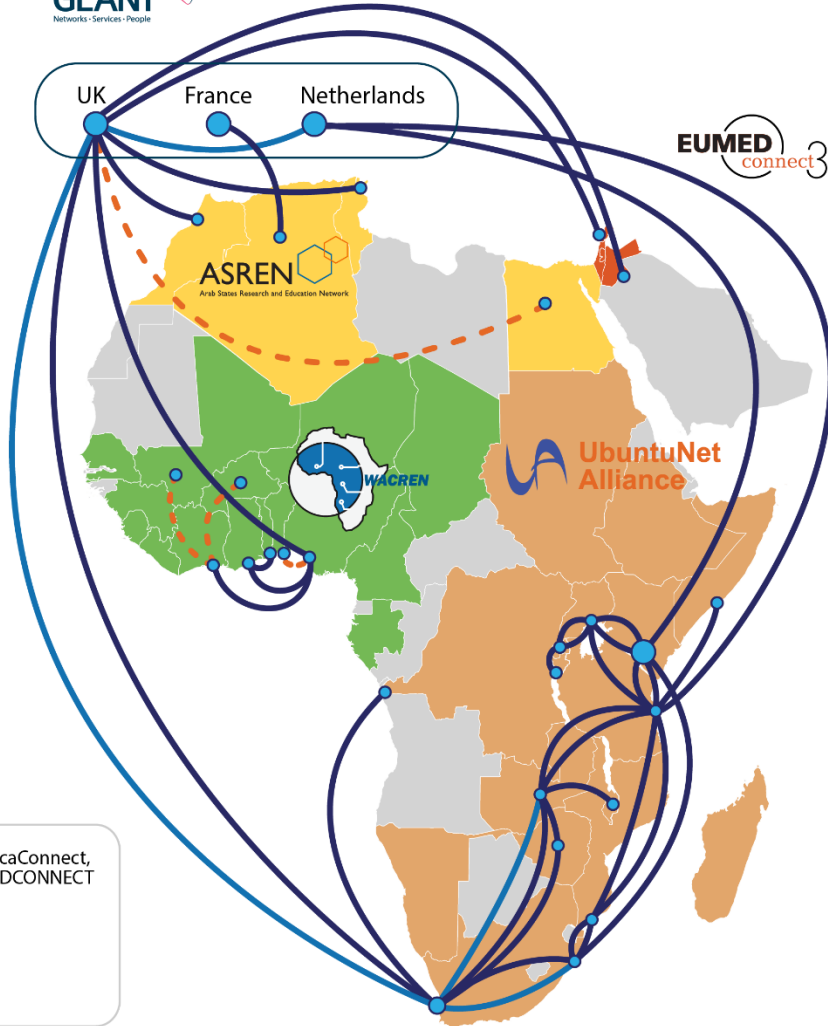 GEANT
Networks · Services · People
UK
France
Netherlands
EUMED
connect3
ASREN
Arab States Research and Education Network
WACREN
UbuntuNet
Alliance
caConnect,
DCONNECT